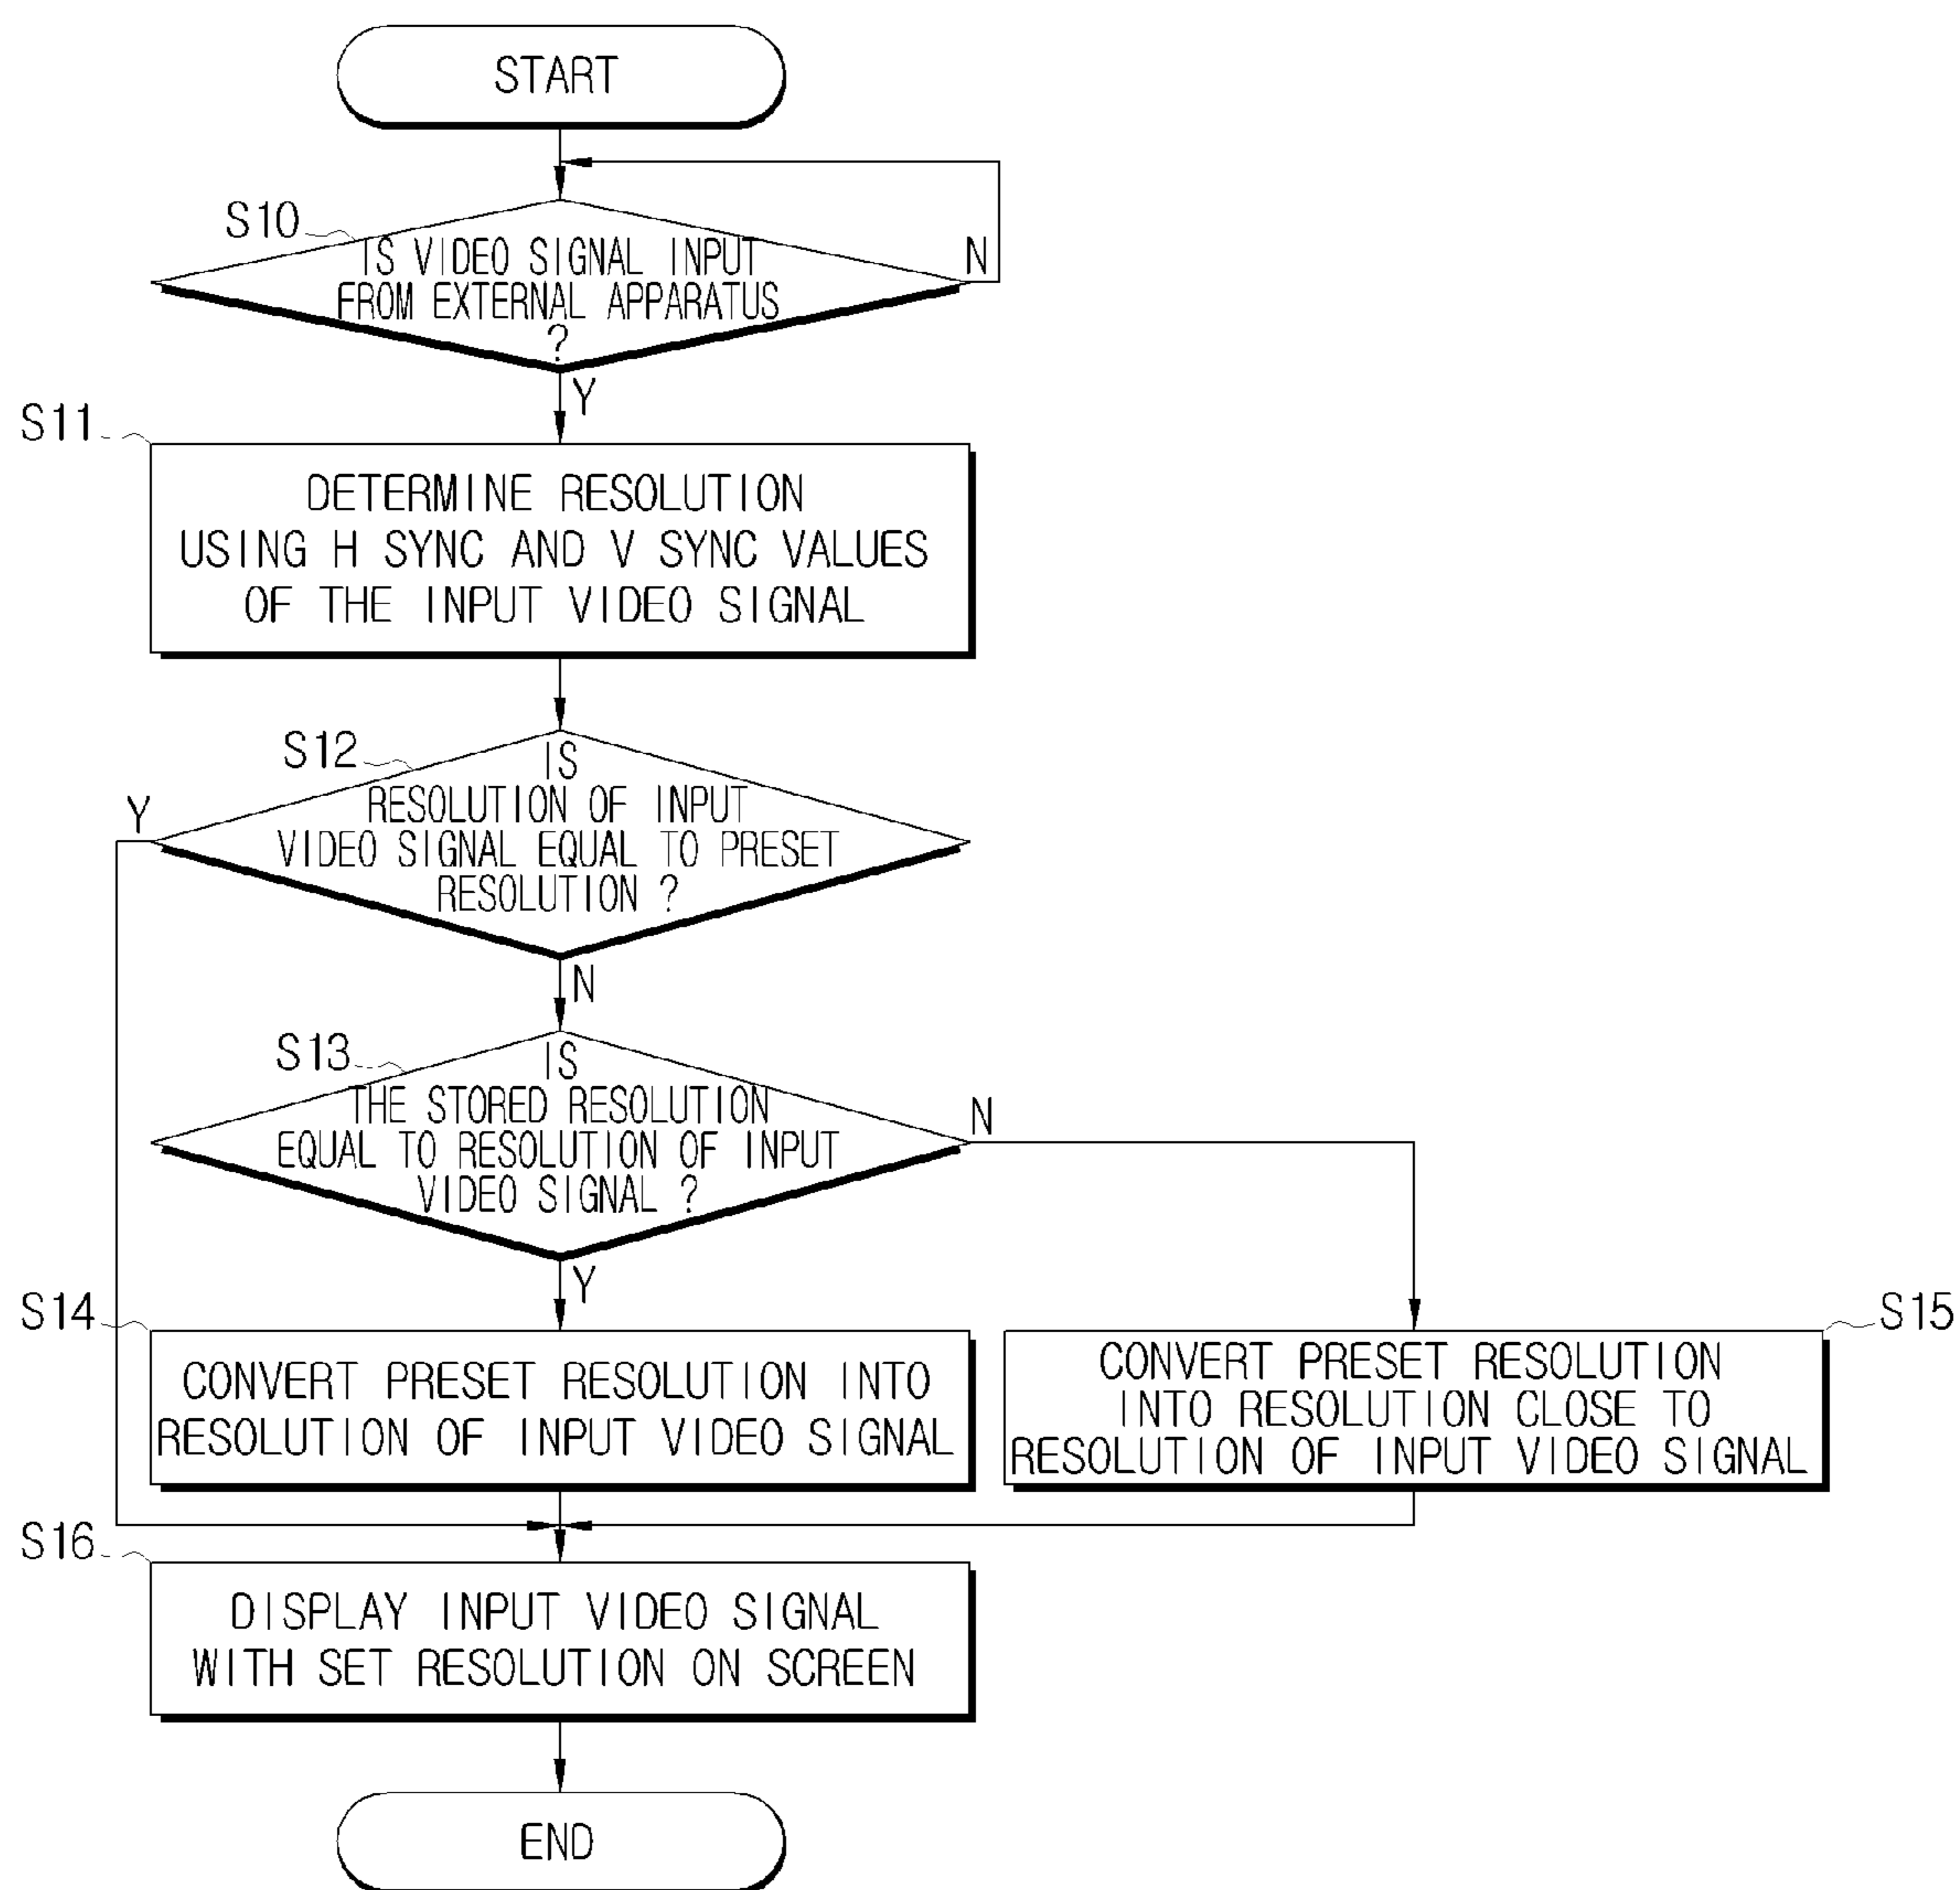 START
S10
IS VIDEO SIGNAL INPUT
FROM EXTERNAL APPARATUS
?
N
Y
S11
DETERMINE RESOLUTION
USING H SYNC AND V SYNC VALUES
OF THE INPUT VIDEO SIGNAL
S12
IS
RESOLUTION OF INPUT
VIDEO SIGNAL EQUAL TO PRESET
RESOLUTION ?
Y
N
S13
IS
THE STORED RESOLUTION
EQUAL TO RESOLUTION OF INPUT
VIDEO SIGNAL ?
N
Y
S14
CONVERT PRESET RESOLUTION INTO
RESOLUTION OF INPUT VIDEO SIGNAL
S15
CONVERT PRESET RESOLUTION
INTO RESOLUTION CLOSE TO
RESOLUTION OF INPUT VIDEO SIGNAL
S16
DISPLAY INPUT VIDEO SIGNAL
WITH SET RESOLUTION ON SCREEN
END